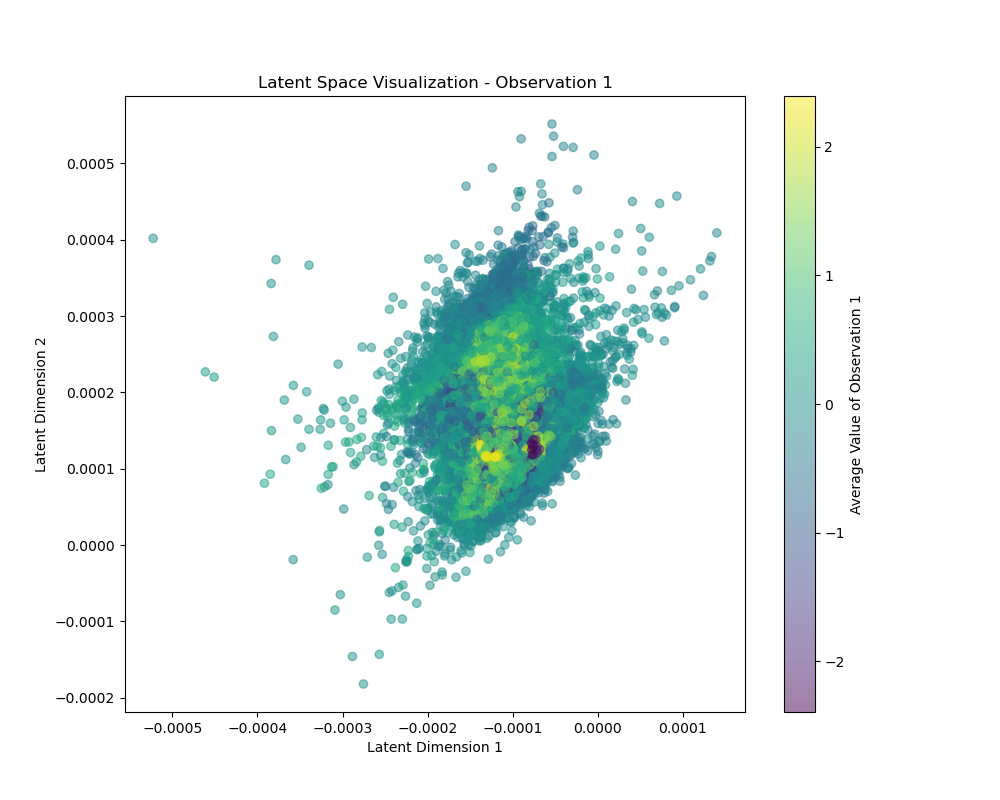 Latent Space Visualization - Observation 1
0.0005
0.0004
0.0003
0.0002
0.0001
0.0000
−0.0001
−0.0002
Latent Dimension 2
−0.0005 −0.0004 −0.0003 −0.0002 −0.0001 0.0000 0.0001
Latent Dimension 1
2
1
0
−1
−2
Average Value of Observation 1